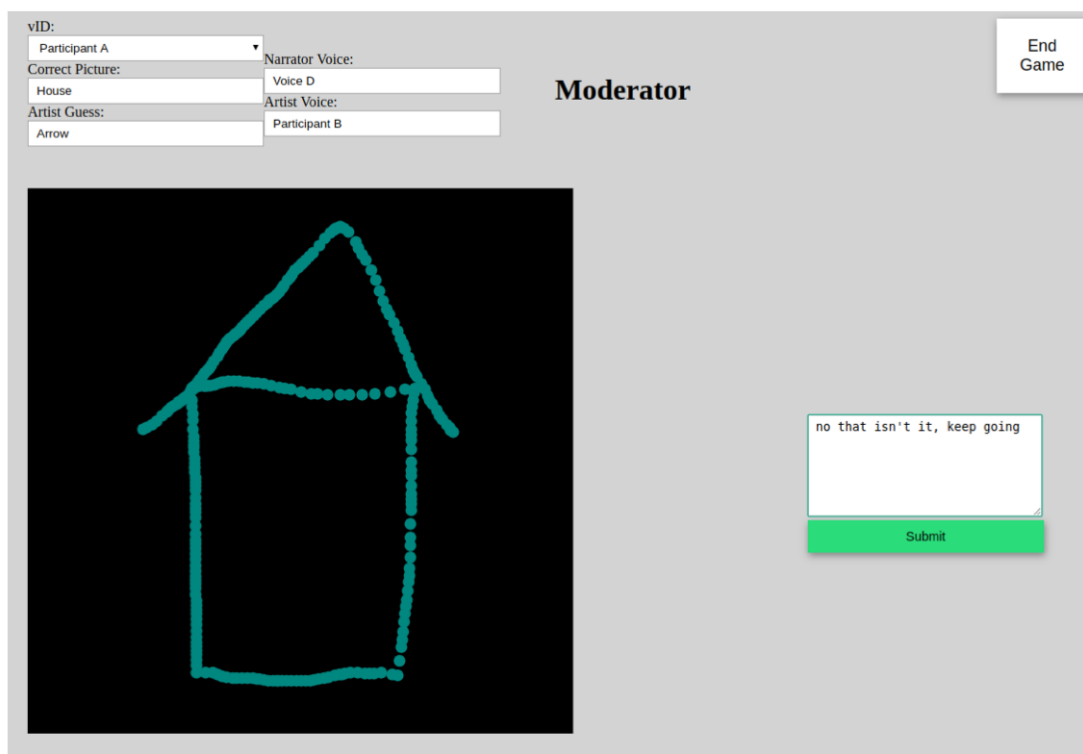 vID:
Participant A
Correct Picture:
House
Artist Guess:
Arrow
Narrator Voice:
Voice D
Artist Voice:
Participant B
Moderator
End
Game
no that isn't it, keep going
Submit